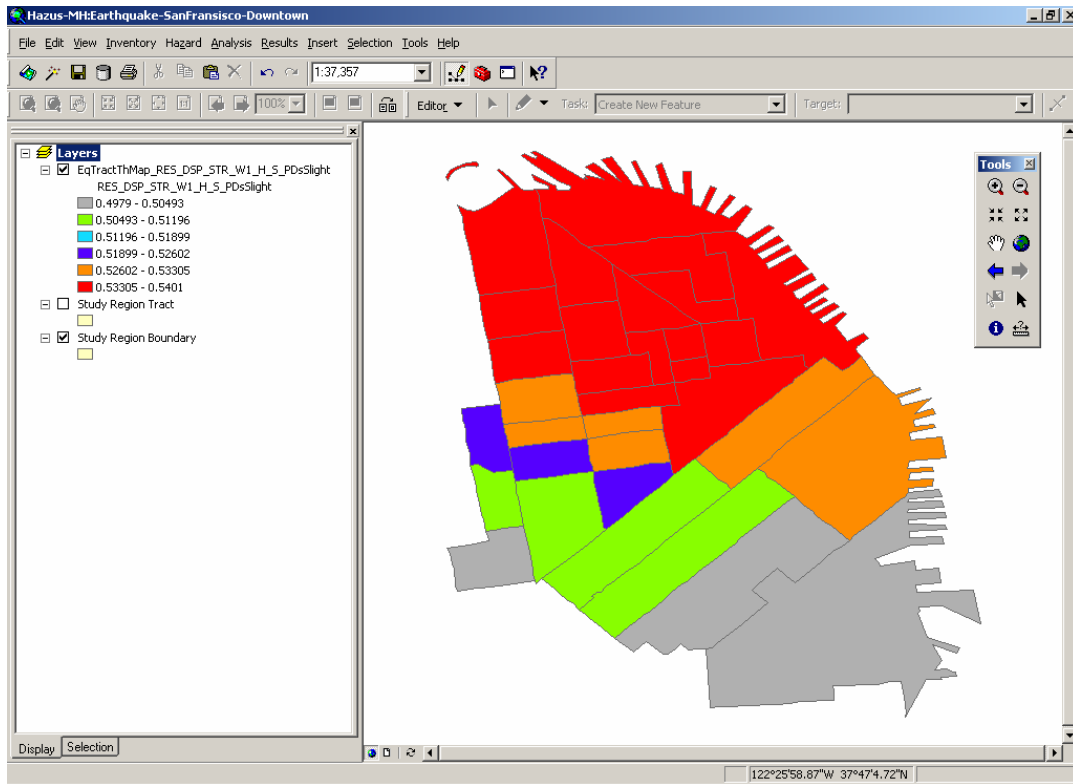 Hazus-MH:Earthquake-SanFransisco-Downtown
File Edit View Inventory Hazard Analysis Results Insert Selection Tools Help
1:37,357
100% Editor Task: Create New Feature Target:
Layers
EqTractThMap_RES_DSP_STR_W1_H_S_PDsSlight
RES_DSP_STR_W1_H_S_PDsSlight
0.4979 - 0.50493
0.50493 - 0.51196
0.51196 - 0.51899
0.51899 - 0.52602
0.52602 - 0.53305
0.53305 - 0.5401
Study Region Tract
Study Region Boundary
Tools
Display Selection
122°25'58.87"W 37°47'4.72"N